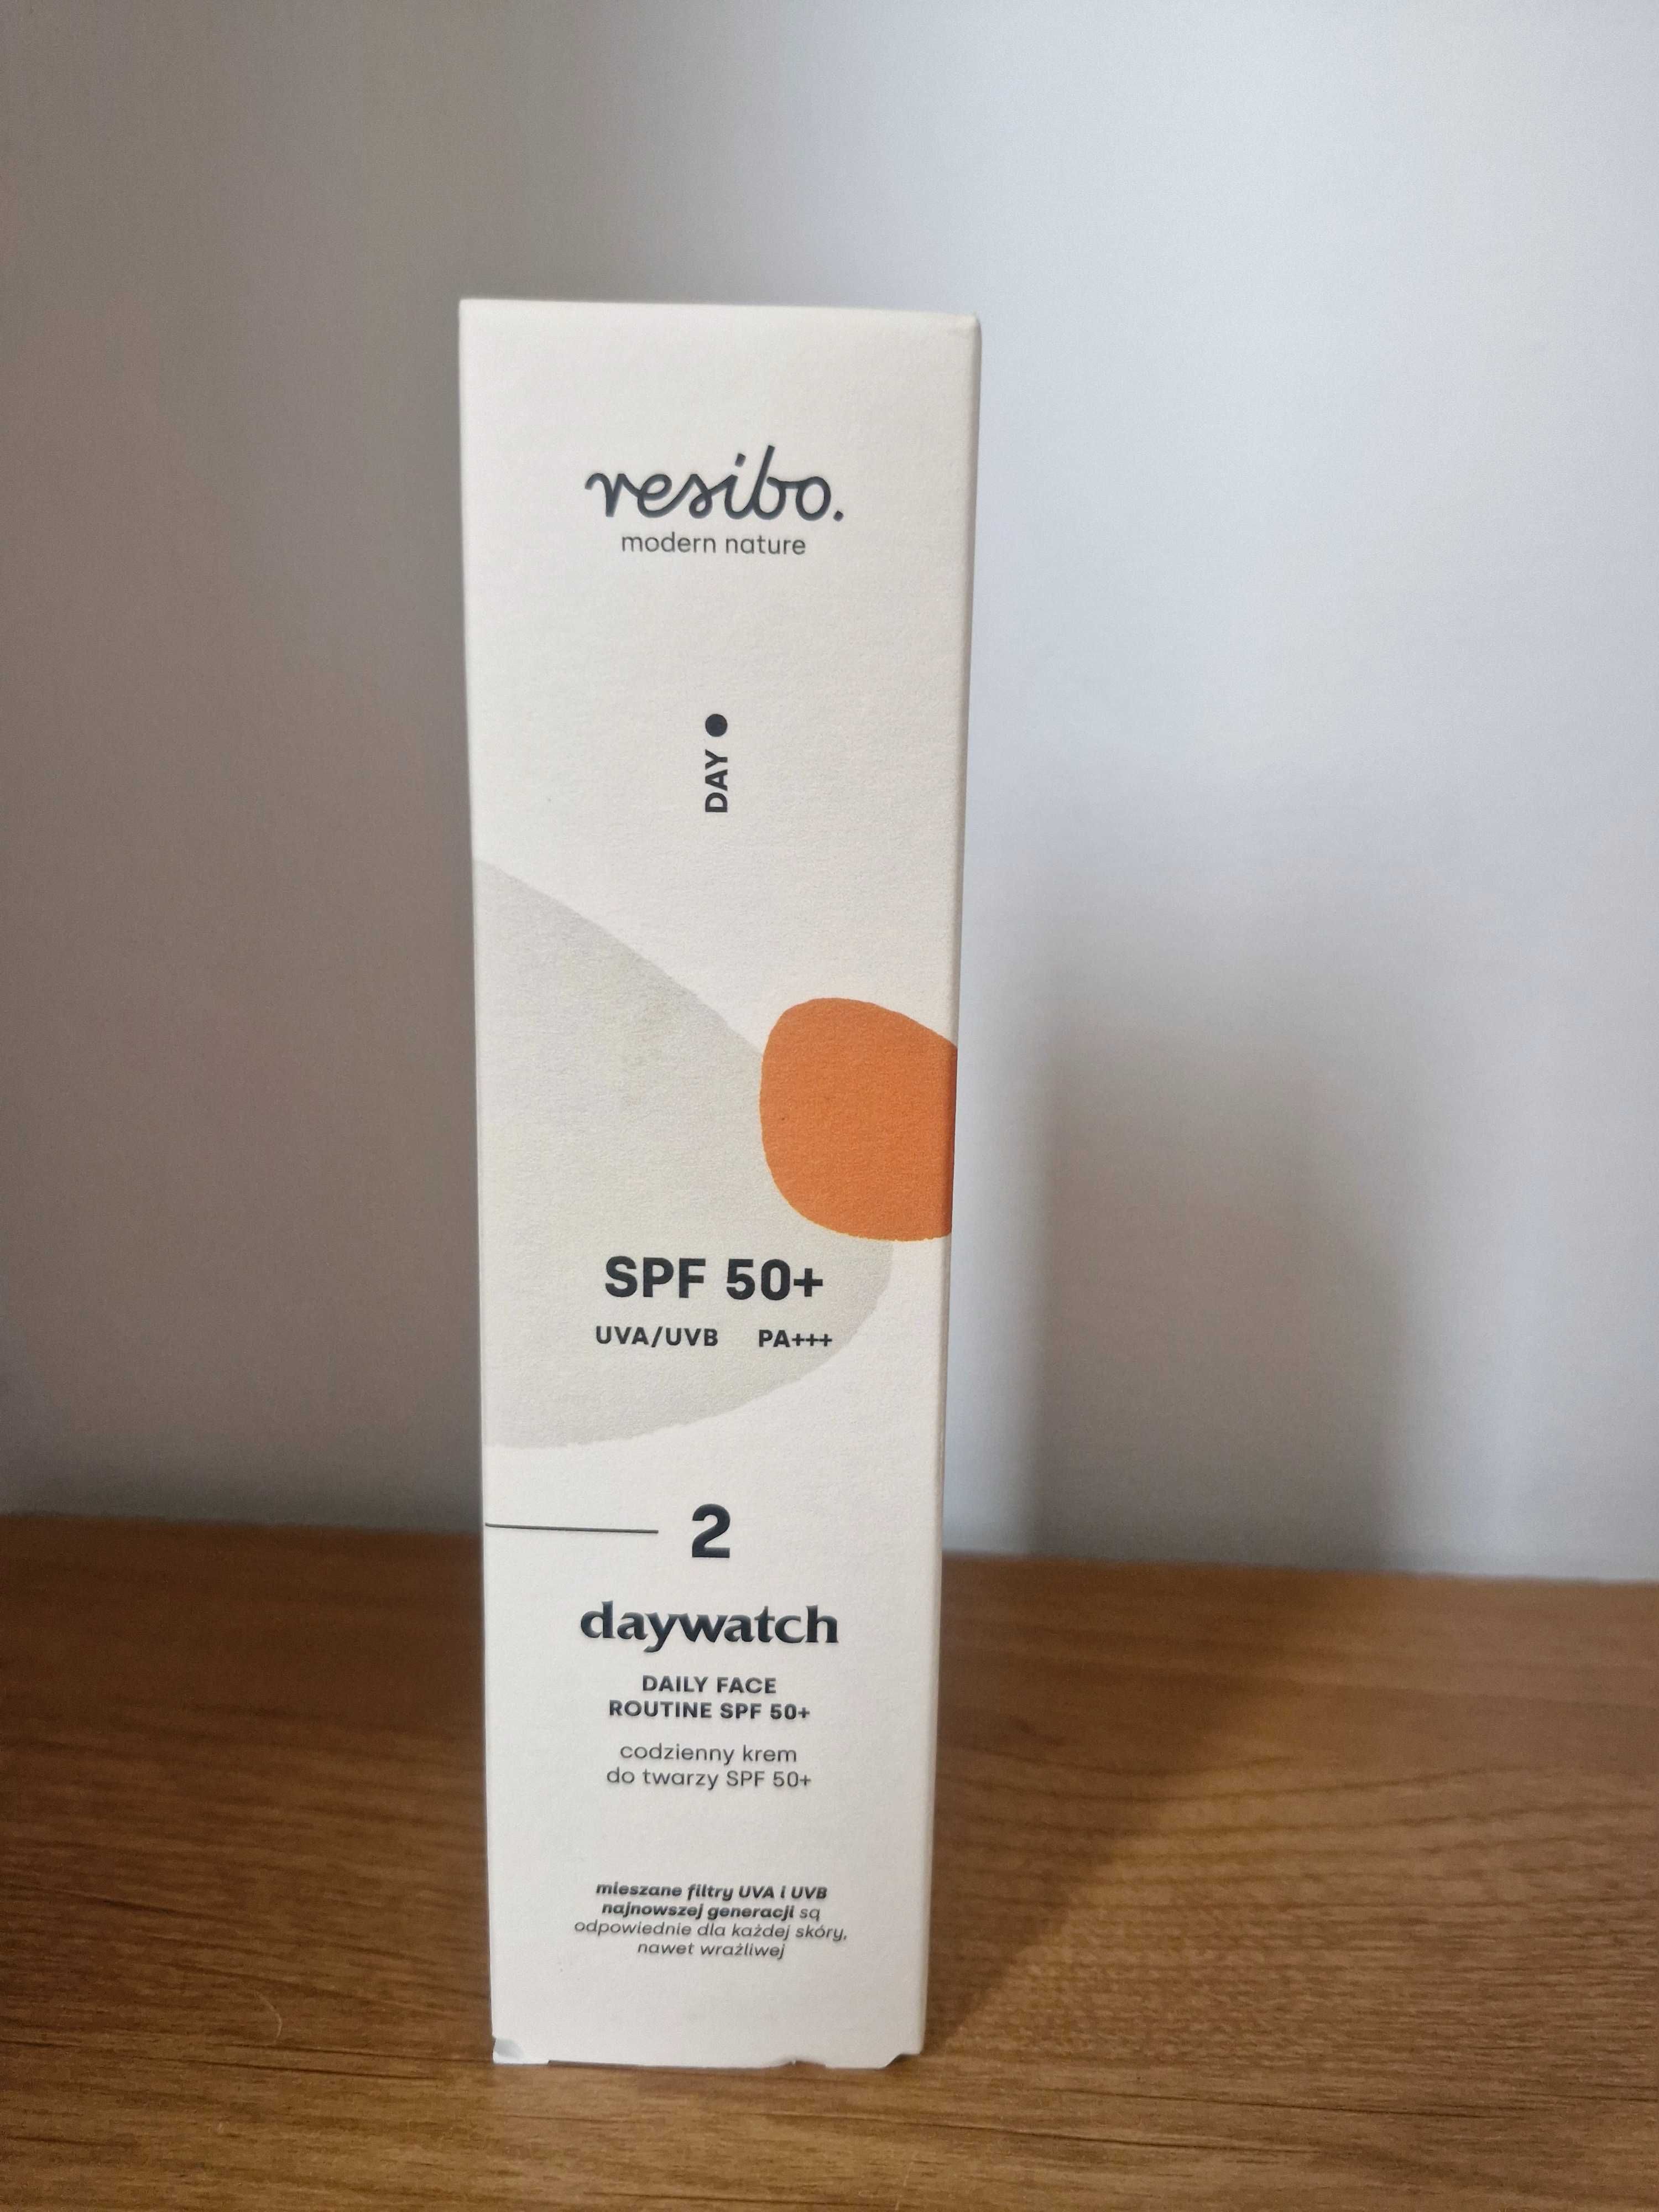 resibo.
modern nature
DAY
SPF 50+
UVA/UVB PA+++
2
daywatch
DAILY FACE
ROUTINE SPF 50+
codzienny krem
do twarzy SPF 50+
mieszane filtry UVA i UVB
najnowszej generacji są
odpowiednie dla każdej skóry,
nawet wrażliwej